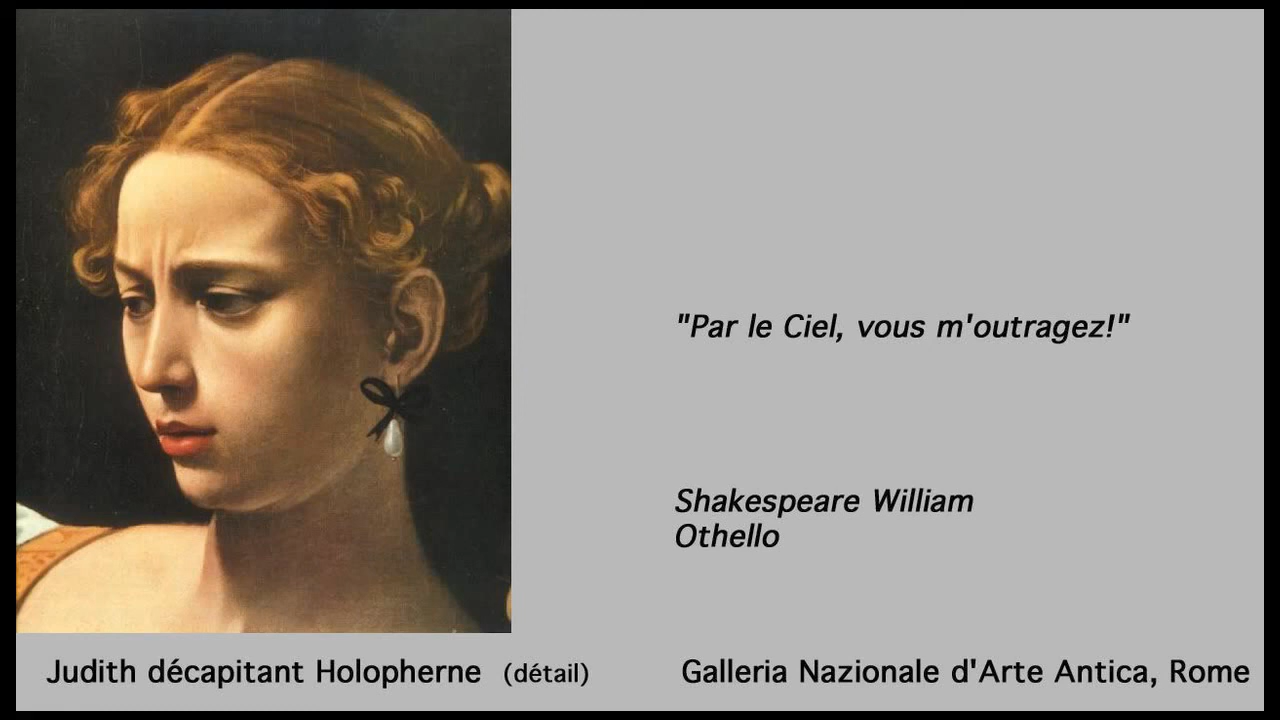 "Par le Ciel, vous m'outragez!"
Shakespeare William
Othello
Judith décapitant Holopherne (détail)
Galleria Nazionale d'Arte Antica, Rome